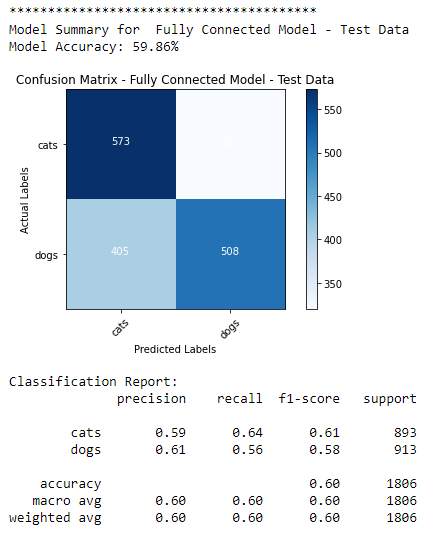 ****************************************
Model Summary for  Fully Connected Model - Test Data
Model Accuracy: 59.86%
Confusion Matrix - Fully Connected Model - Test Data
573
405 508
cats
dogs
Actual Labels
cats dogs
Predicted Labels
550
500
450
400
350
Classification Report:
precision recall f1-score support
cats 0.59 0.64 0.61 893
dogs 0.61 0.56 0.58 913
accuracy 0.60 1806
macro avg 0.60 0.60 0.60 1806
weighted avg 0.60 0.60 0.60 1806